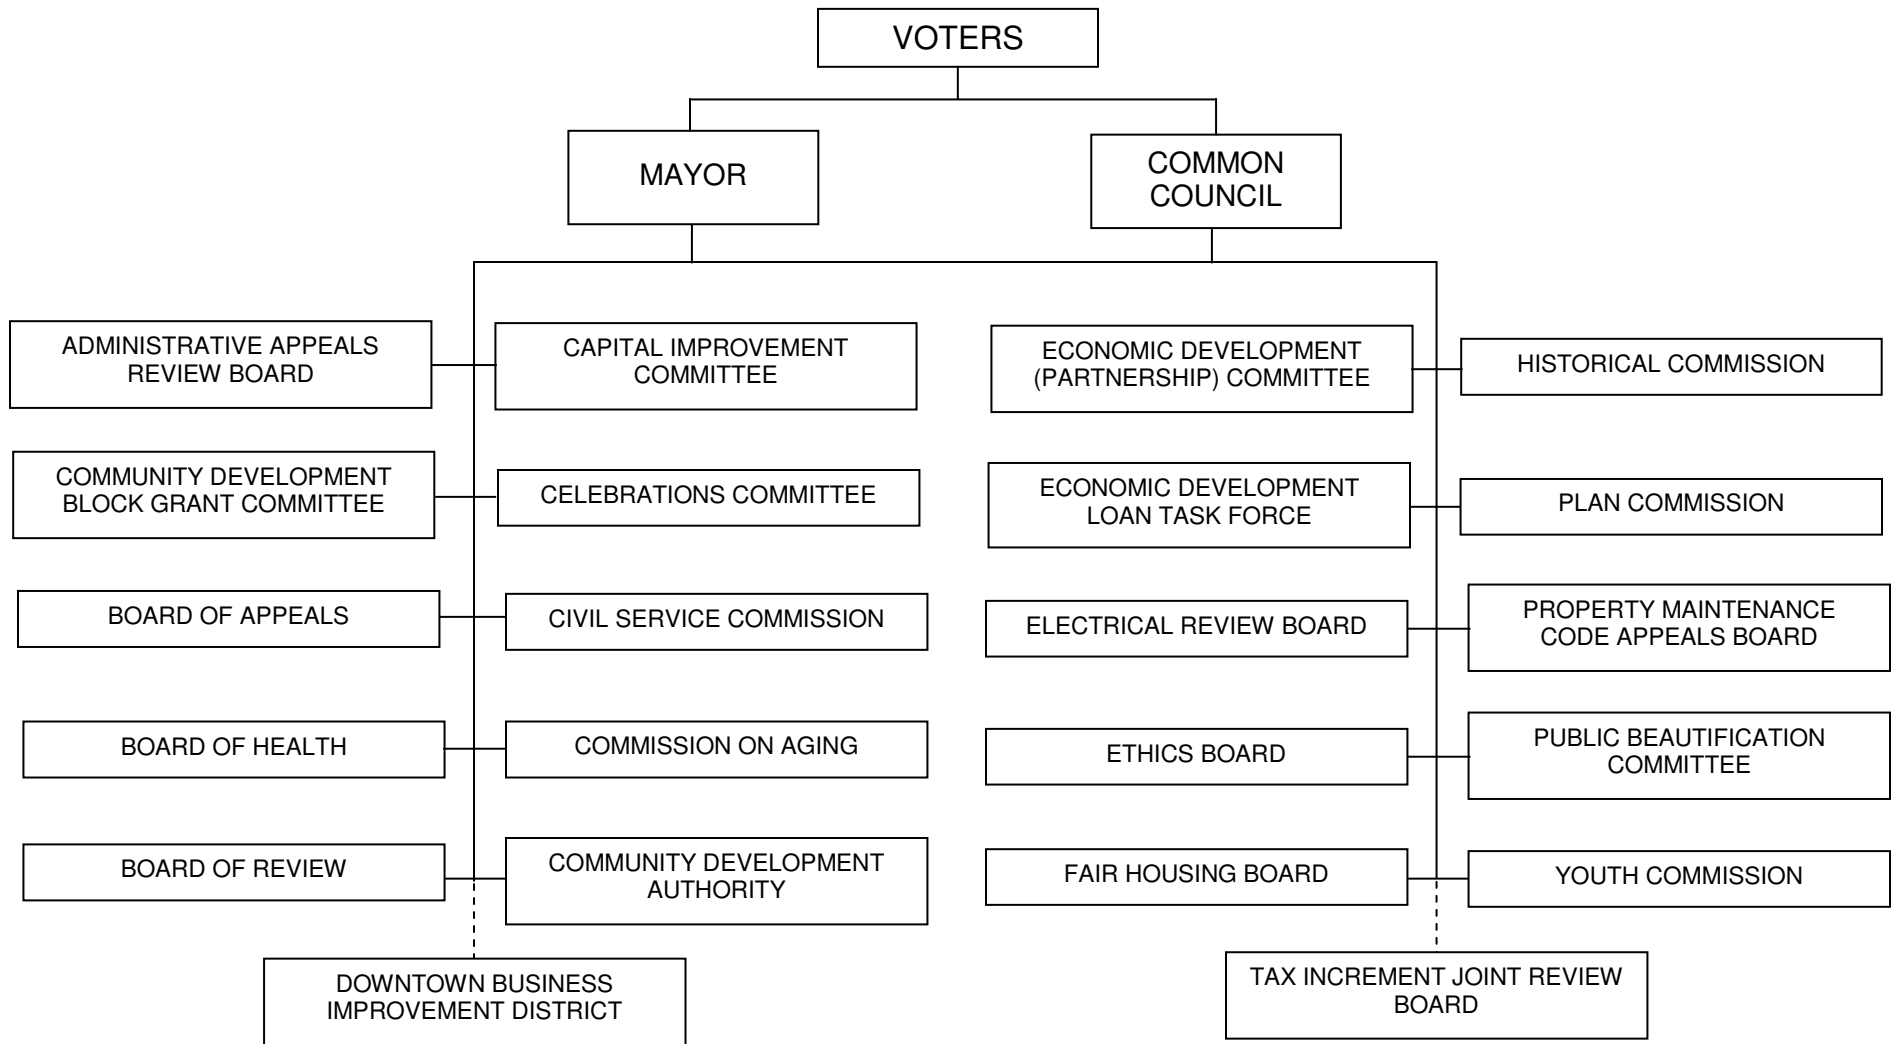 VOTERS
MAYOR
COMMON
COUNCIL
ADMINISTRATIVE APPEALS
REVIEW BOARD
CAPITAL IMPROVEMENT
COMMITTEE
ECONOMIC DEVELOPMENT
(PARTNERSHIP) COMMITTEE
HISTORICAL COMMISSION
COMMUNITY DEVELOPMENT
BLOCK GRANT COMMITTEE
CELEBRATIONS COMMITTEE
ECONOMIC DEVELOPMENT
LOAN TASK FORCE
PLAN COMMISSION
BOARD OF APPEALS
CIVIL SERVICE COMMISSION
ELECTRICAL REVIEW BOARD
PROPERTY MAINTENANCE
CODE APPEALS BOARD
BOARD OF HEALTH
COMMISSION ON AGING
ETHICS BOARD
PUBLIC BEAUTIFICATION
COMMITTEE
BOARD OF REVIEW
COMMUNITY DEVELOPMENT
AUTHORITY
FAIR HOUSING BOARD
YOUTH COMMISSION
DOWNTOWN BUSINESS
IMPROVEMENT DISTRICT
TAX INCREMENT JOINT REVIEW
BOARD